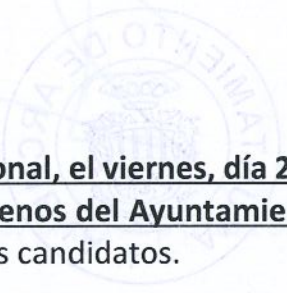 onal, el viernes, día 2
enos del Ayuntamie
s candidatos.